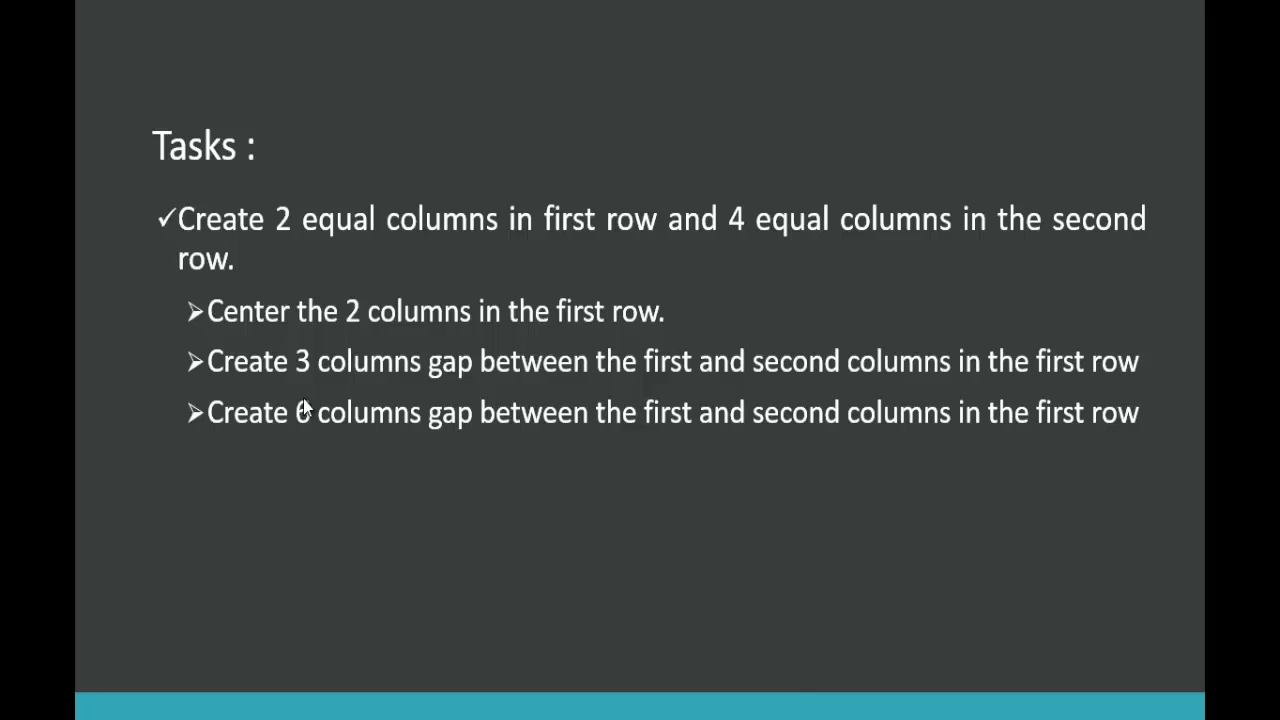 Tasks :
✓Create 2 equal columns in first row and 4 equal columns in the second
row.
➢Center the 2 columns in the first row.
➢Create 3 columns gap between the first and second columns in the first row
➢Create 6 columns gap between the first and second columns in the first row